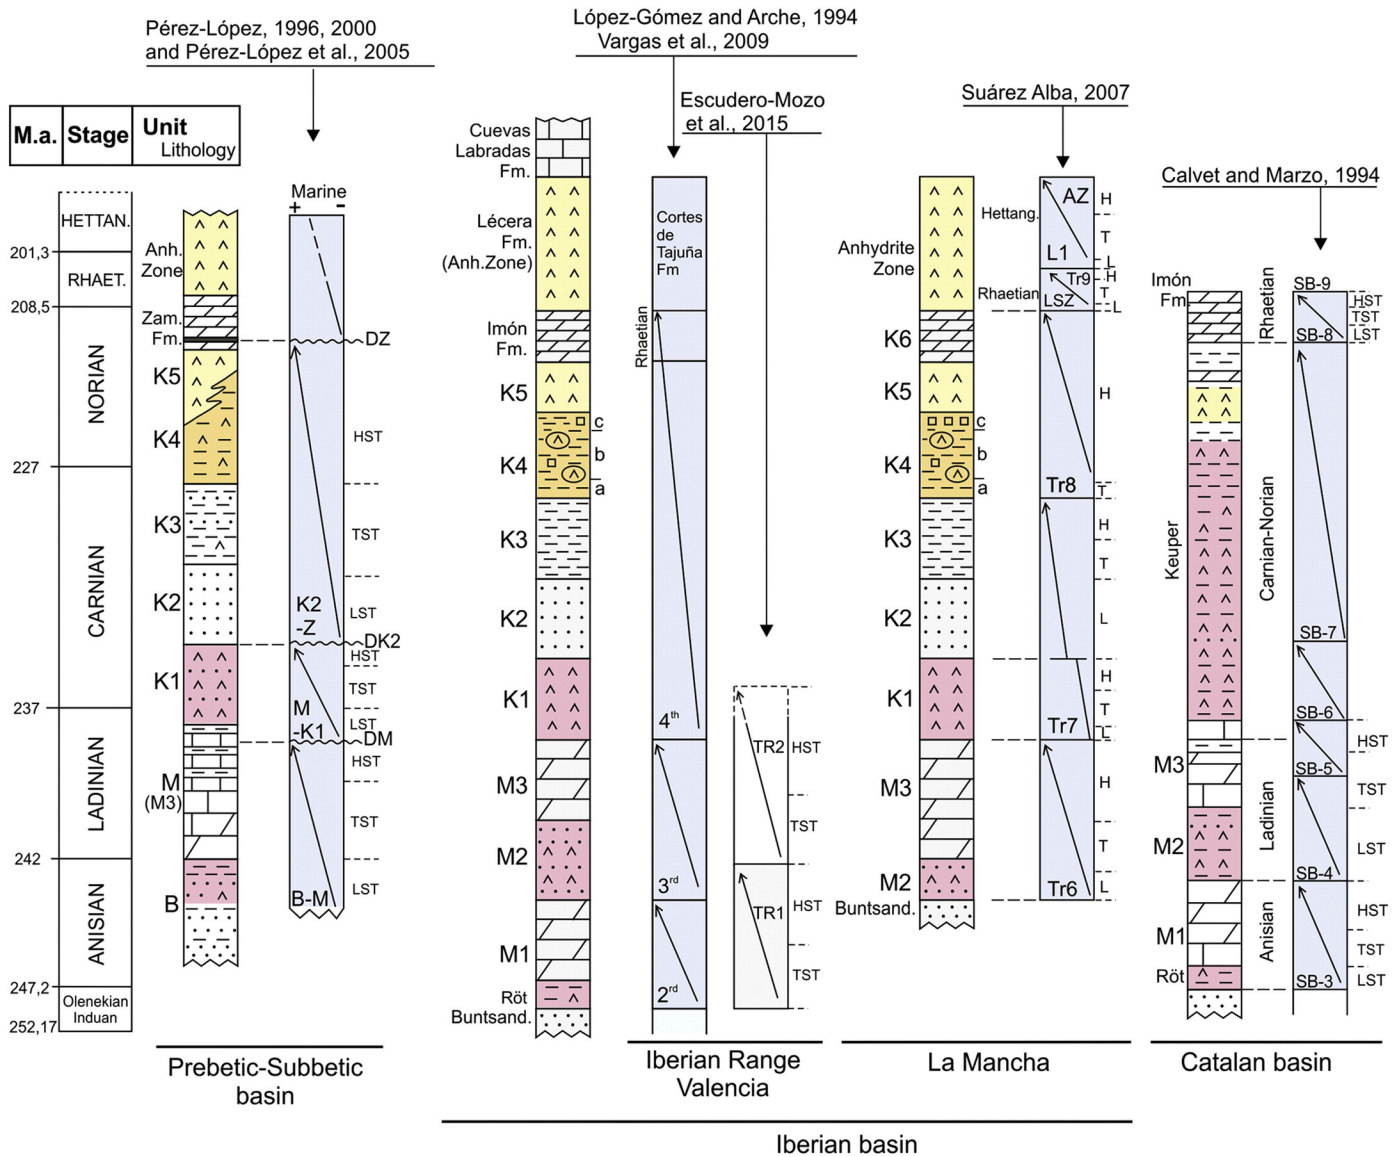 Pérez-López, 1996, 2000
and Pérez-López et al., 2005
López-Gómez and Arche, 1994
Vargas et al., 2009
Escudero-Mozo
et al., 2015
Suárez Alba, 2007
Calvet and Marzo, 1994
M.a.
Stage
Unit
Lithology
HETTAN.
201,3
RHAET.
208,5
NORIAN
227
CARNIAN
237
LADINIAN
242
ANISIAN
247,2
Olenekian
Induan
252,17
Anh.
Zone
Zam.
Fm.
K5
K4
K3
K2
K1
M
(M3)
B
Marine
+ -
DZ
HST
TST
LST
K2
-Z
DK2
HST
TST
LST
M
-K1
DM
HST
TST
LST
B-M
Prebetic-Subbetic
basin
Cuevas
Labradas
Fm.
Lécera
Fm.
(Anh.Zone)
Imón
Fm.
K5
K4
c
b
a
K3
K2
K1
M3
M2
M1
Röt
Buntsand.
Cortes
de
Tajuña
Fm
Rhaetian
4th
3rd
2rd
TR2
HST
TST
TR1
HST
TST
Iberian Range
Valencia
Anhydrite
Zone
K6
K5
K4
c
b
a
K3
K2
K1
M3
M2
Buntsand.
Hettang.
Rhaetian
AZ
L1
Tr9
LSZ
Tr8
Tr7
Tr6
H
T
L
H
T
L
H
T
H
T
L
H
T
L
H
T
L
La Mancha
Iberian basin
Imón
Fm
Keuper
M3
M2
M1
Röt
Rhaetian
Carnian-Norian
Ladinian
Anisian
SB-9
SB-8
SB-7
SB-6
SB-5
SB-4
SB-3
HST
TST
LST
HST
TST
LST
HST
TST
LST
Catalan basin